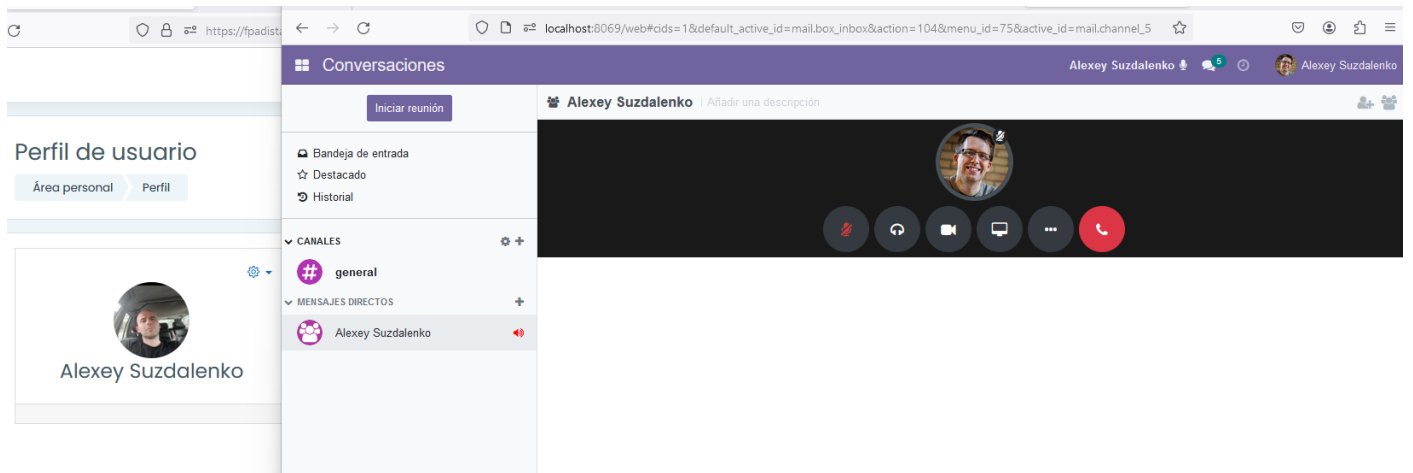 https://fpadista
Perfil de usuario
Área personal
Perfil
Alexey Suzdalenko
localhost:8069/web#cids=1&default_active_id=mail.box_inbox&action=104&menu_id=75&active_id=mail.channel_5
Conversaciones
Alexey Suzdalenko
5
Alexey Suzdalenko
Iniciar reunión
Bandeja de entrada
Destacado
Historial
CANALES
# general
MENSAJES DIRECTOS
Alexey Suzdalenko
Alexey Suzdalenko
Añadir una descripción